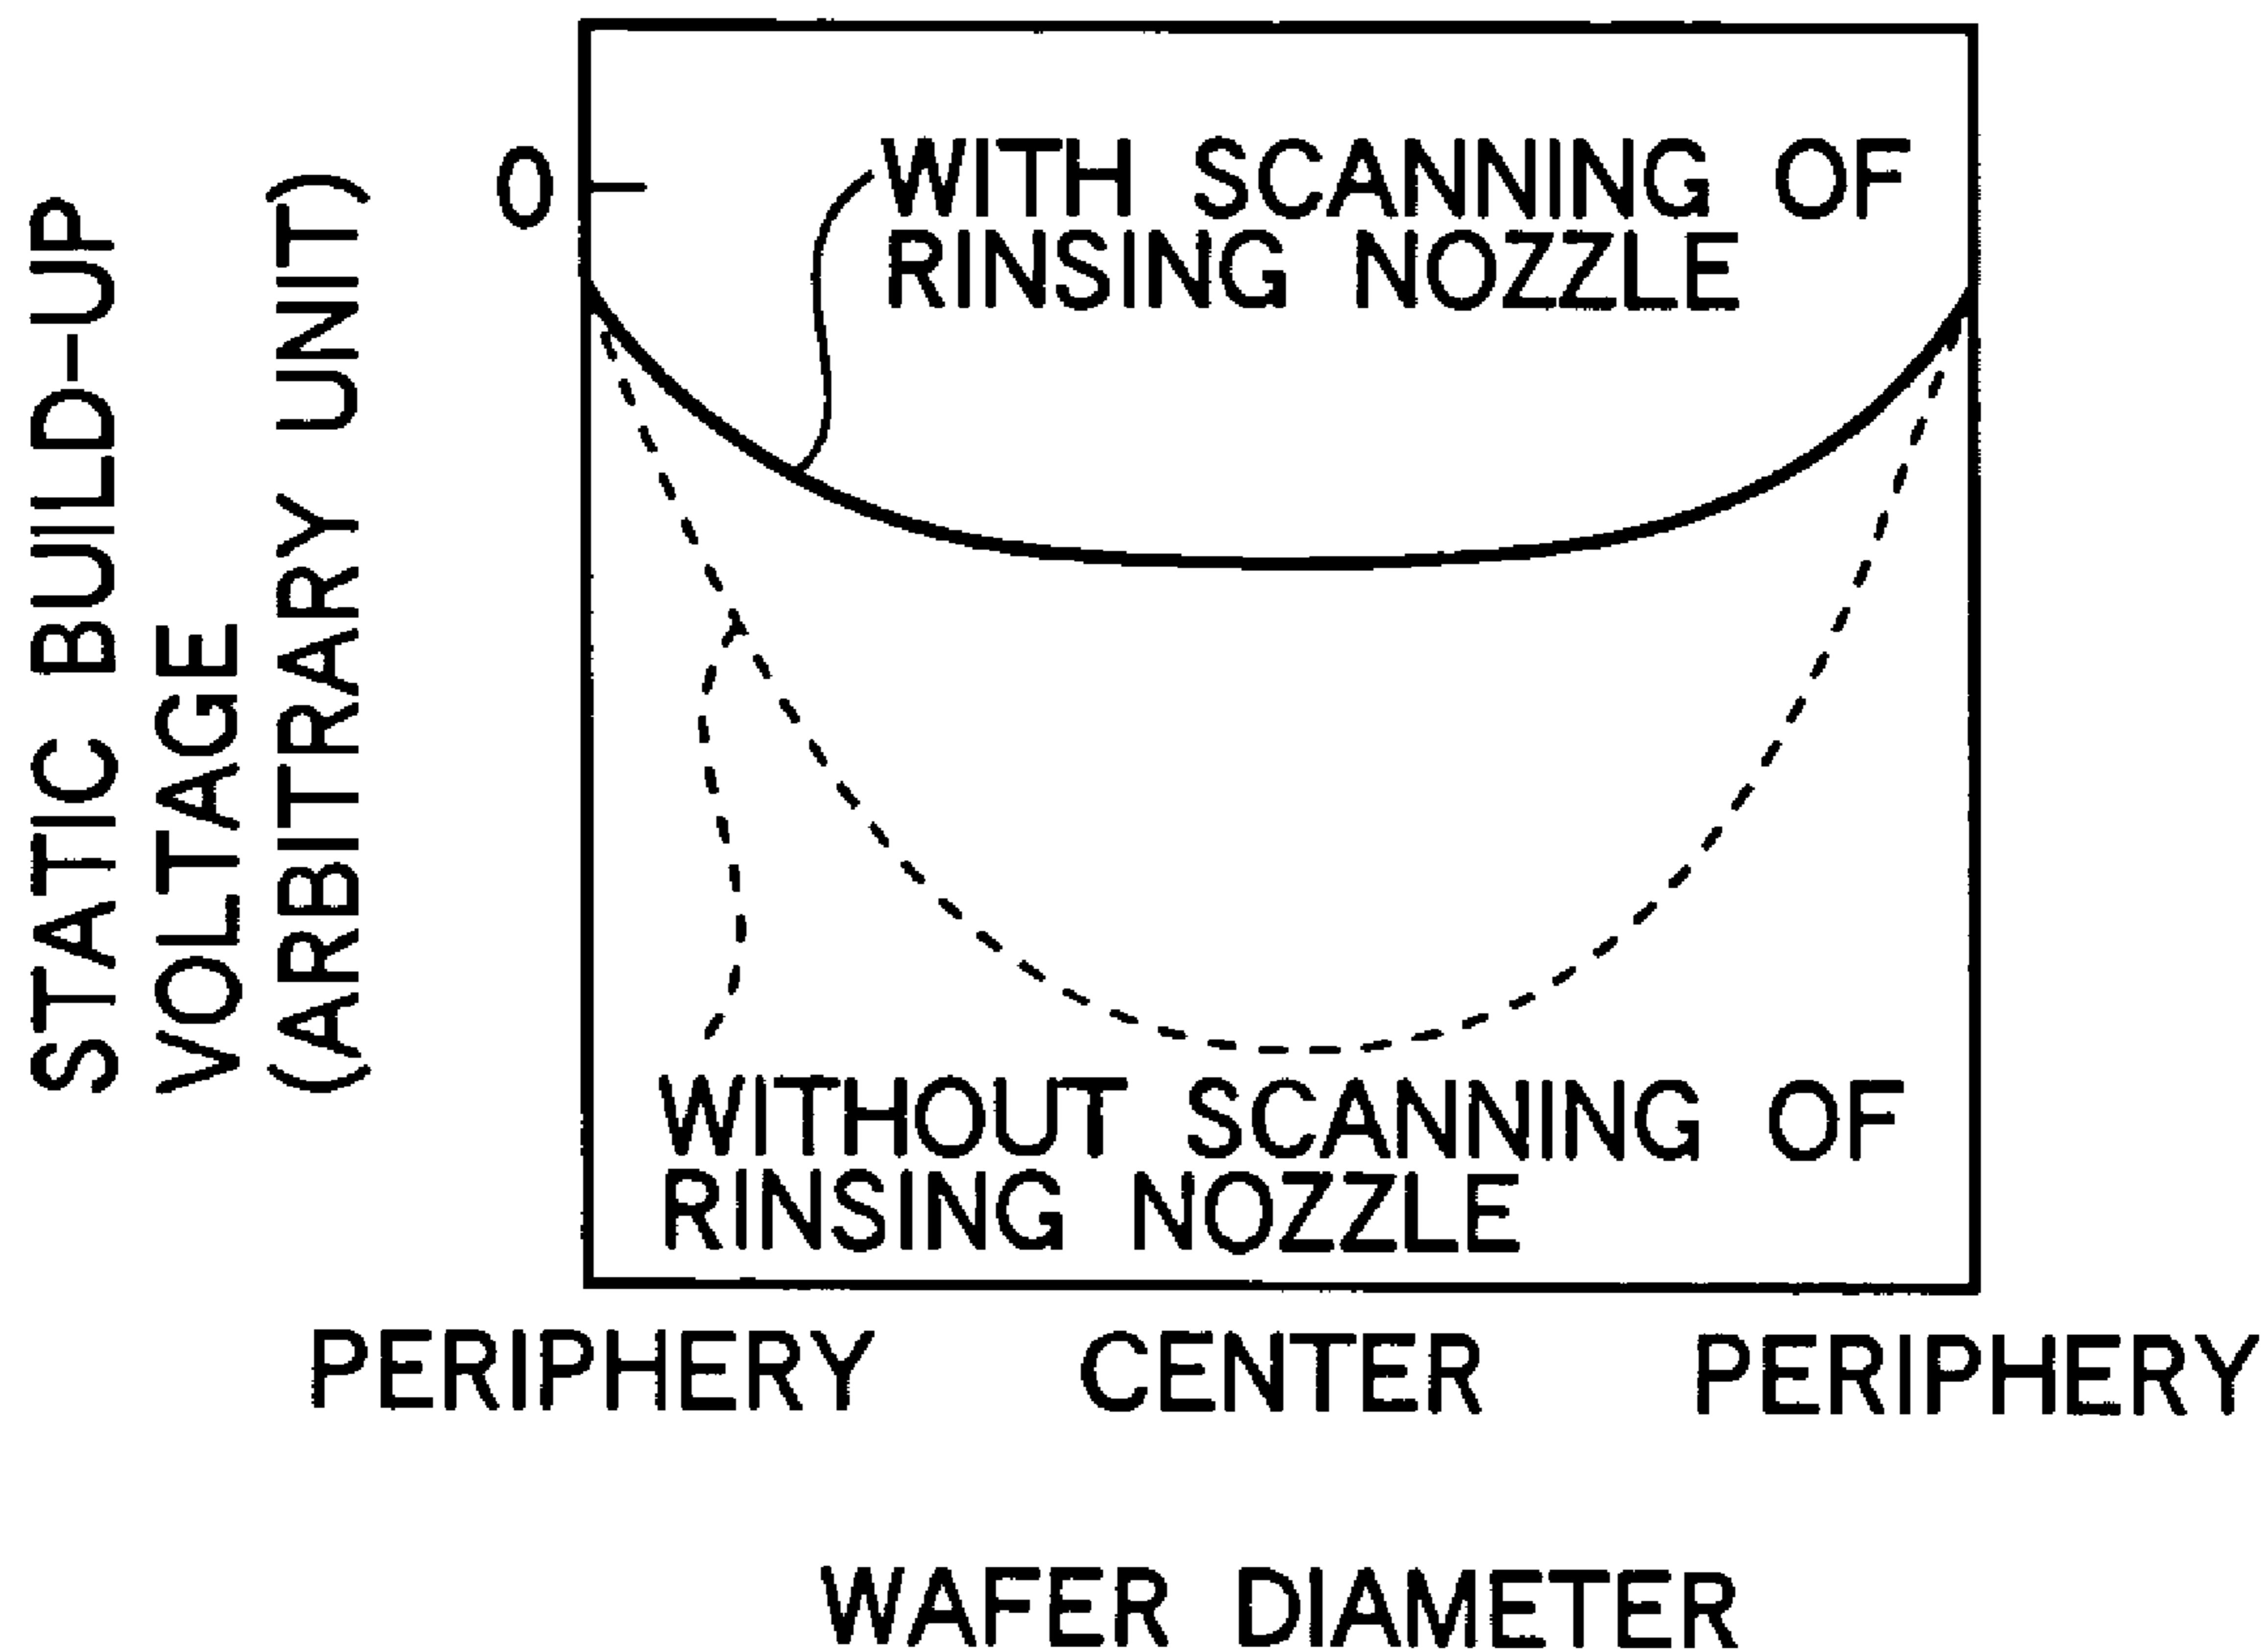 STATIC BUILD-UP
VOLTAGE
(ARBITRARY UNIT)
0
WITH SCANNING OF
RINSING NOZZLE
WITHOUT SCANNING OF
RINSING NOZZLE
PERIPHERY CENTER PERIPHERY
WAFER DIAMETER